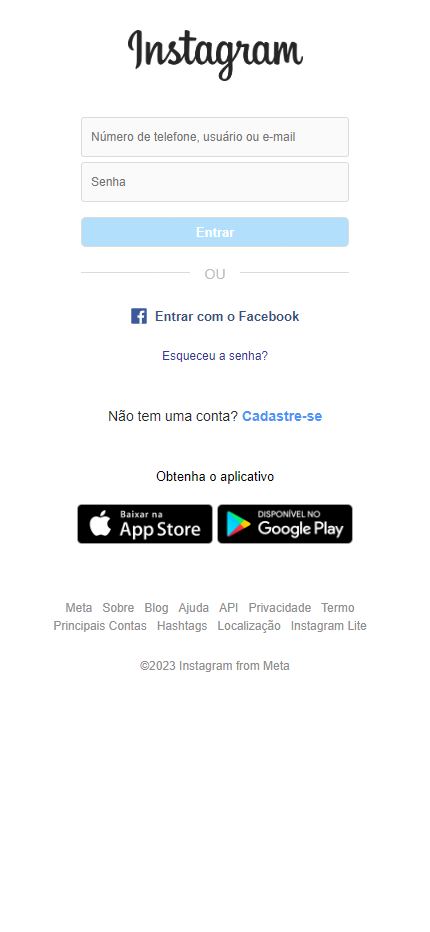 Instagram
Número de telefone, usuário ou e-mail
Senha
Entrar
OU
Entrar com o Facebook
Esqueceu a senha?
Não tem uma conta? Cadastre-se
Obtenha o aplicativo
Baixar na
App Store
DISPONÍVEL NO
Google Play
Meta Sobre Blog Ajuda API Privacidade Termo
Principais Contas Hashtags Localização Instagram Lite
©2023 Instagram from Meta